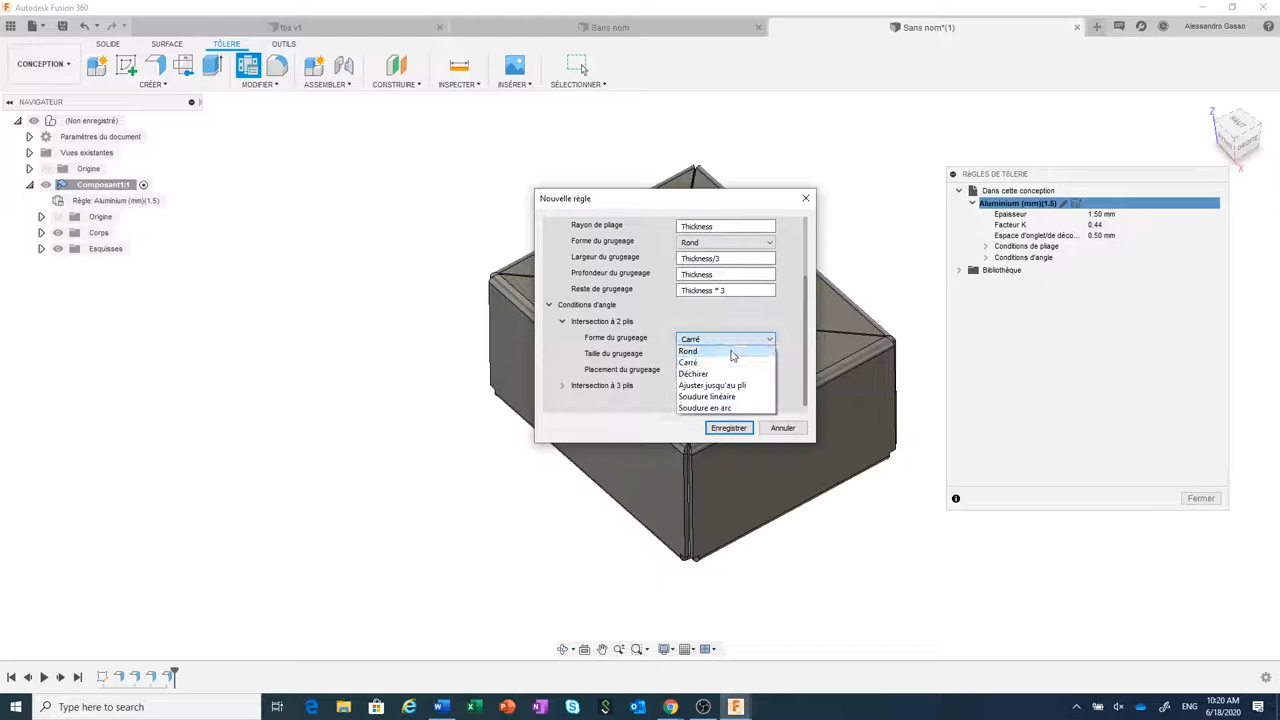 Autodesk Fusion 360
tbs v1
Sans nom
Sans nom*(1)
Alessandro Gasso
SOLIDE
SURFACE
TÔLERIE
OUTILS
CONCEPTION
CRÉER
MODIFIER
ASSEMBLER
CONSTRUIRE
INSPECTER
INSÉRER
SÉLECTIONNER
NAVIGATEUR
(Non enregistré)
Paramètres du document
Vues existantes
Origine
Composant1:1
Règle: Aluminium (mm)(1.5)
Origine
Corps
Esquisses
Nouvelle règle
Rayon de pliage
Thickness
Forme du grugeage
Rond
Largeur du grugeage
Thickness/3
Profondeur du grugeage
Thickness
Reste de grugeage
Thickness * 3
Conditions d'angle
Intersection à 2 plis
Forme du grugeage
Carré
Taille du grugeage
Placement du grugeage
Intersection à 3 plis
Rond
Carré
Déchirer
Ajuster jusqu'au pli
Soudure linéaire
Soudure en arc
Enregistrer
Annuler
Z
HAUT
DROITE
X
RÈGLES DE TÔLERIE
Dans cette conception
Aluminium (mm)(1.5)
Epaisseur
1.50 mm
Facteur K
0.44
Espace d'onglet/de déco...
0.50 mm
Conditions de pliage
Conditions d'angle
Bibliothèque
Fermer
Type here to search
ENG
10:20 AM
6/18/2020